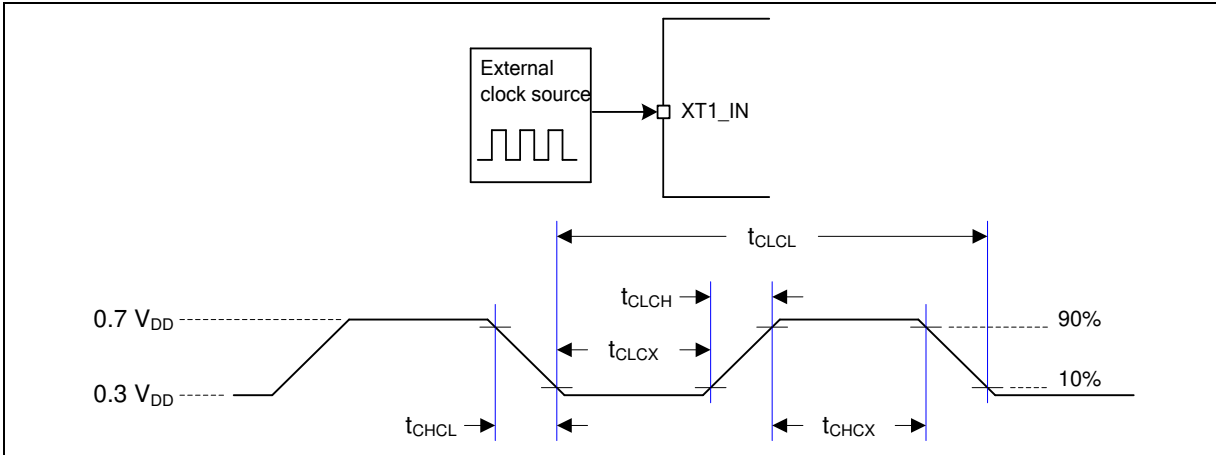 External
clock source
XT1_IN
tCLCL
tCLCH
0.7 VDD
90%
tCLCX
10%
0.3 VDD
tCHCL
tCHCX